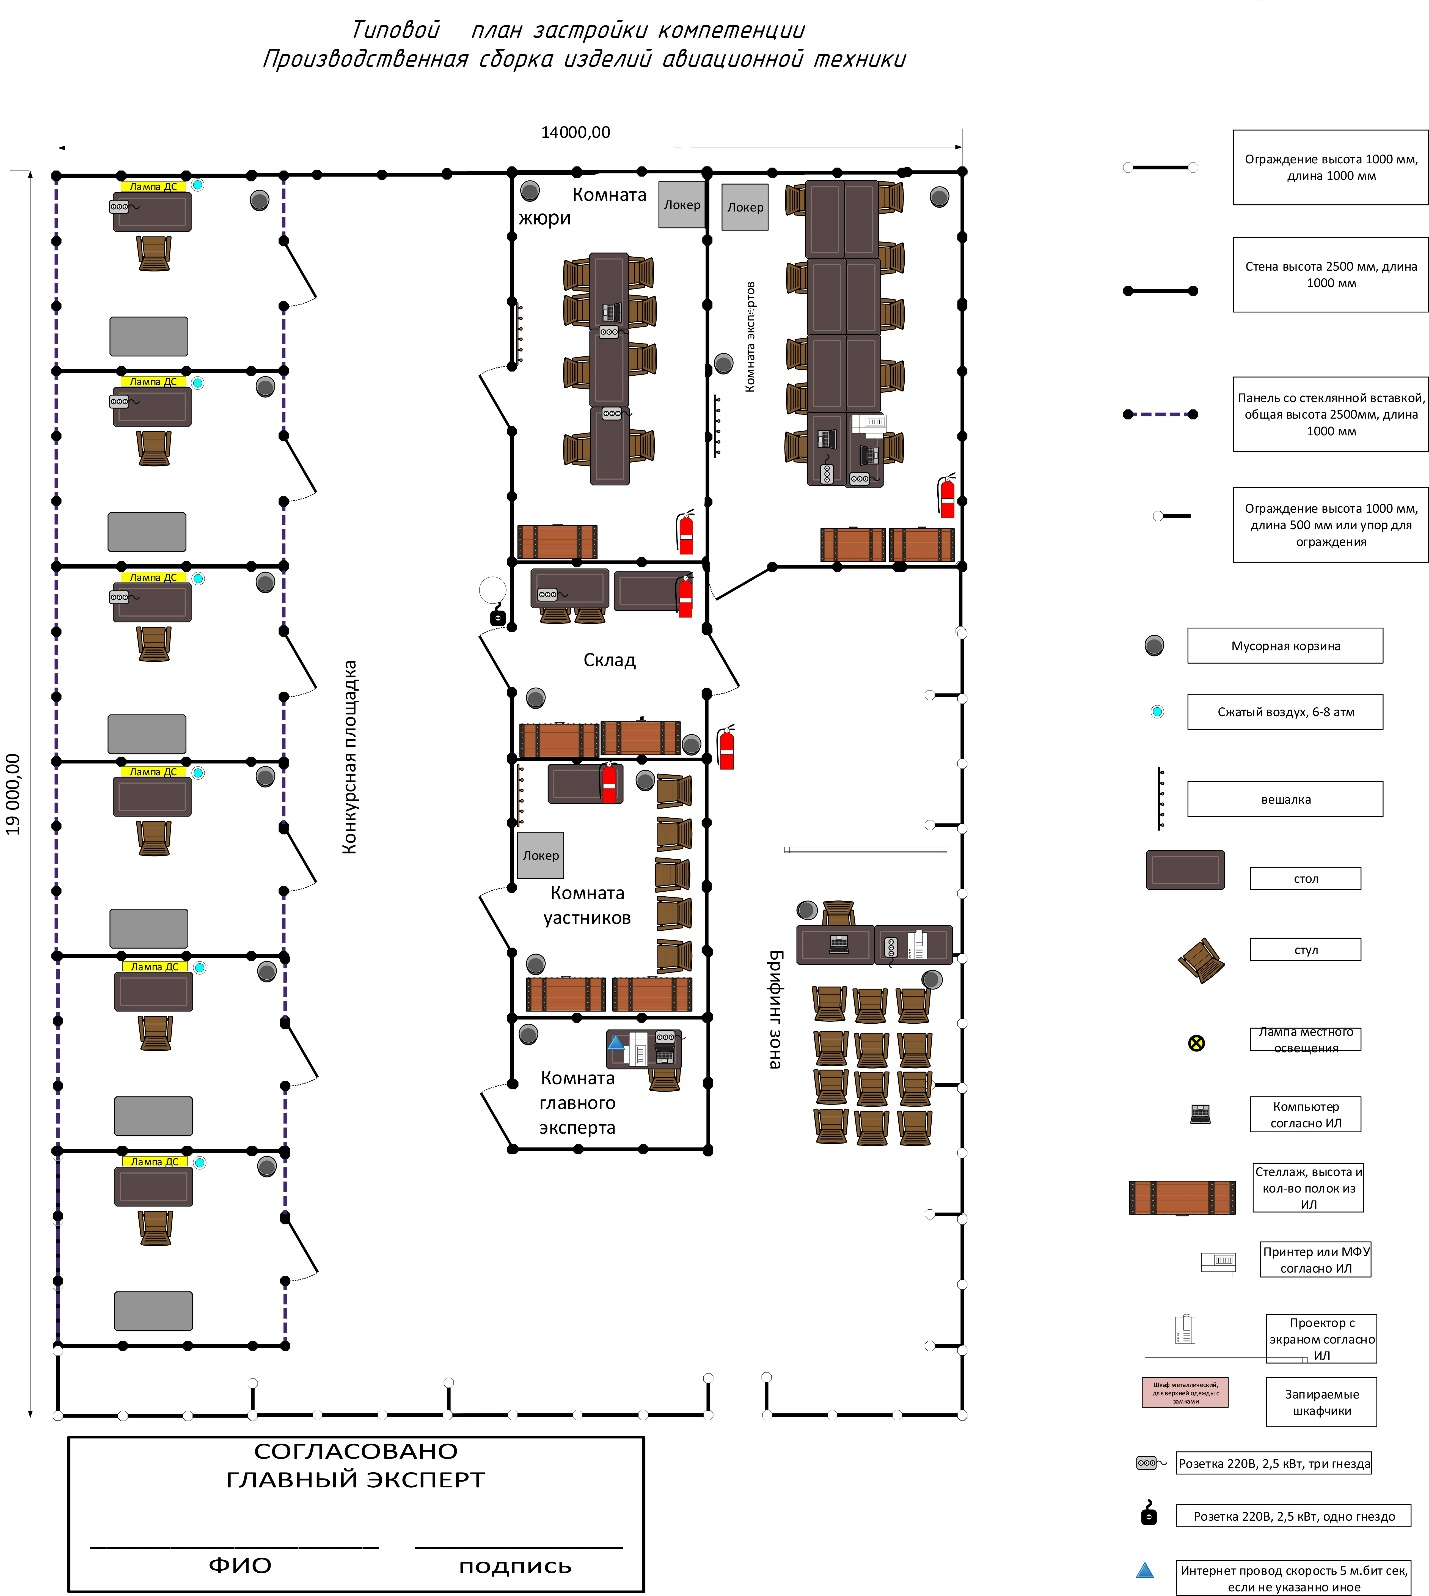 Типовой план застройки компетенции
Производственная сборка изделий авиационной техники
14000,00
19 000,00
Лампа ДС
Лампа ДС
Лампа ДС
Лампа ДС
Лампа ДС
Лампа ДС
Конкурсная площадка
Комната
жюри
Локер
Локер
Комната экспертов
Склад
Локер
Комната
уастников
Комната
главного
эксперта
Брифинг зона
Ограждение высота 1000 мм,
длина 1000 мм
Стена высота 2500 мм, длина
1000 мм
Панель со стеклянной вставкой,
общая высота 2500мм, длина
1000 мм
Ограждение высота 1000 мм,
длина 500 мм или упор для
ограждения
Мусорная корзина
Сжатый воздух, 6-8 атм
вешалка
стол
стул
Лампа местного
освещения
Компьютер
согласно ИЛ
Стеллаж, высота и
кол-во полок из
ИЛ
Принтер или МФУ
согласно ИЛ
Проектор с
экраном согласно
ИЛ
Шкаф металлический,
для верхней одежды с
замками
Запираемые
шкафчики
Розетка 220В, 2,5 кВт, три гнезда
Розетка 220В, 2,5 кВт, одно гнездо
Интернет провод скорость 5 м.бит сек,
если не указанно иное
СОГЛАСОВАНО
ГЛАВНЫЙ ЭКСПЕРТ
ФИО подпись